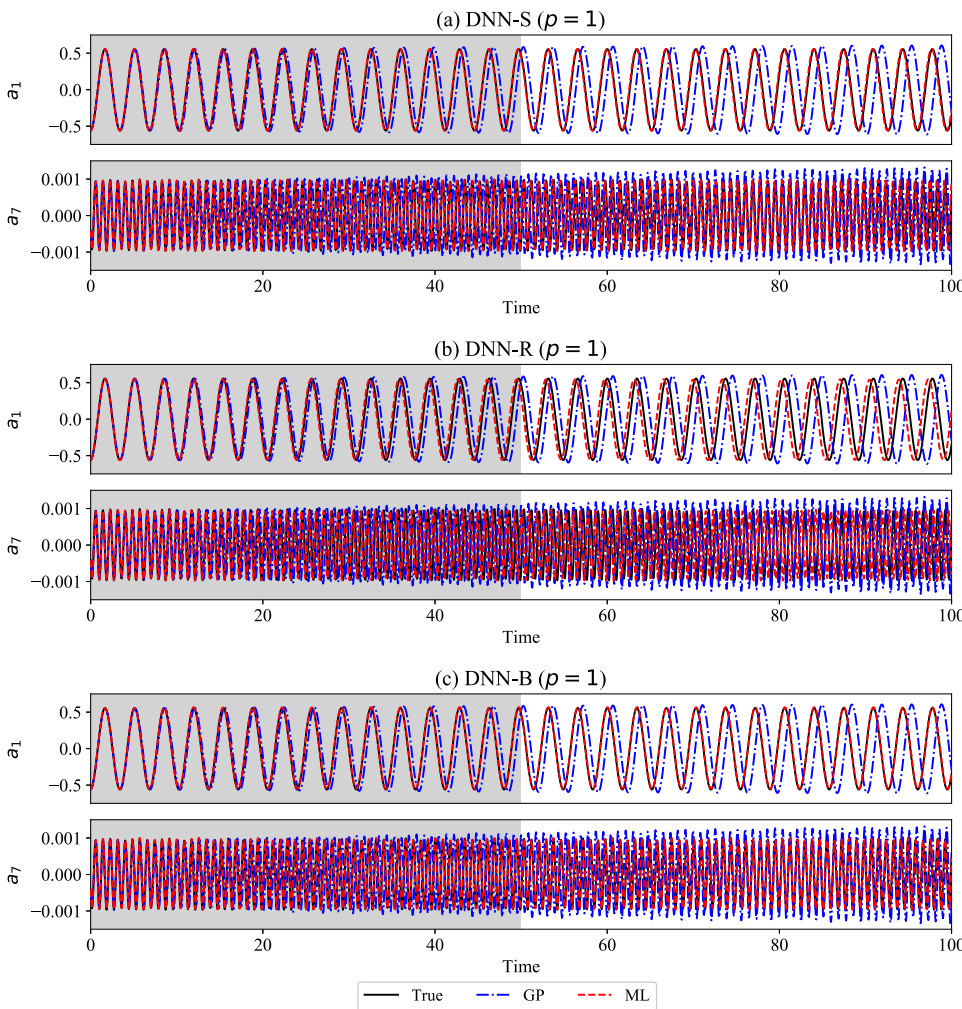 (a) DNN-S (p = 1)
0.5
0.0
−0.5
a₁
0.001
0.000
−0.001
a₇
0 20 40 60 80 100
Time
(b) DNN-R (p = 1)
0.5
0.0
−0.5
a₁
0.001
0.000
−0.001
a₇
0 20 40 60 80 100
Time
(c) DNN-B (p = 1)
0.5
0.0
−0.5
a₁
0.001
0.000
−0.001
a₇
0 20 40 60 80 100
Time
True GP ML